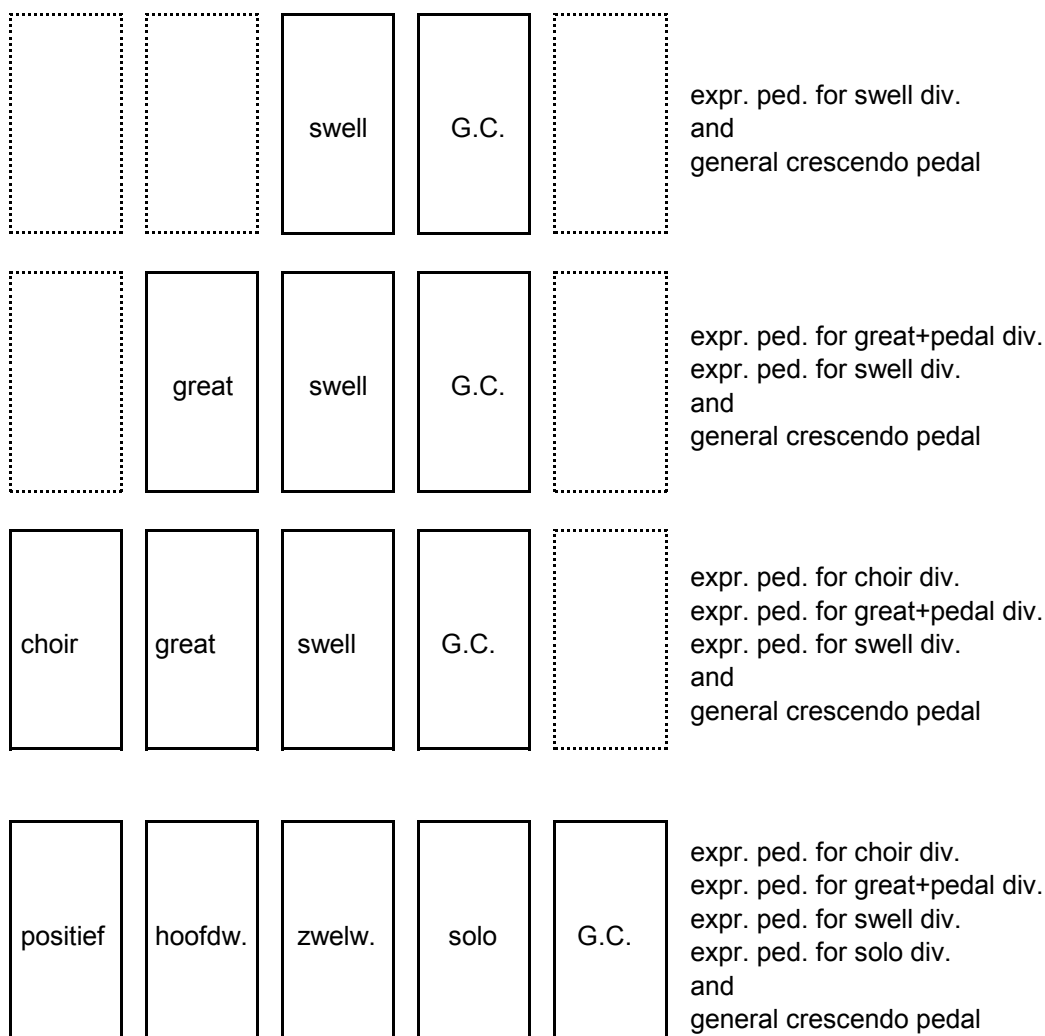 swell
G.C.
expr. ped. for swell div.
and
general crescendo pedal
great
swell
G.C.
expr. ped. for great+pedal div.
expr. ped. for swell div.
and
general crescendo pedal
choir
great
swell
G.C.
expr. ped. for choir div.
expr. ped. for great+pedal div.
expr. ped. for swell div.
and
general crescendo pedal
positief
hoofdw.
zwelw.
solo
G.C.
expr. ped. for choir div.
expr. ped. for great+pedal div.
expr. ped. for swell div.
expr. ped. for solo div.
and
general crescendo pedal